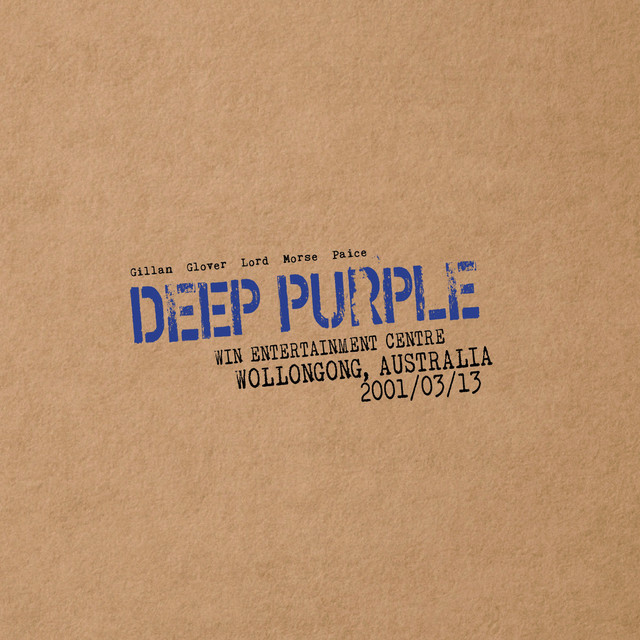 Gillan Glover Lord Morse Paice
DEEP PURPLE
WIN ENTERTAINMENT CENTRE
WOLLONGONG, AUSTRALIA
2001/03/13